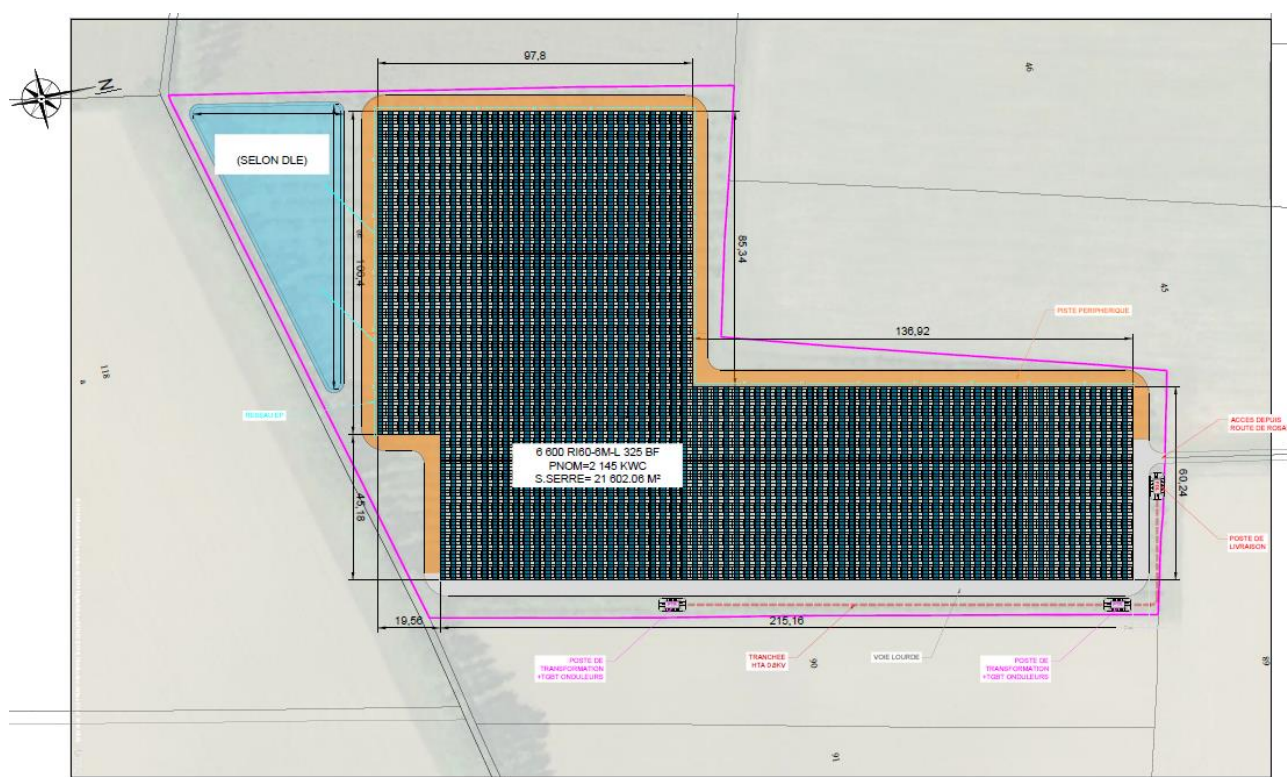 97,8
46
N
(SELON DLE)
85,34
100,4
45
PISTE PERIPHERIQUE
136,92
118
a
RESEAU EP
ACCES DEPUIS
ROUTE DE ROSA
6 600 RI60-6M-L 325 BF
PNOM=2 145 KWC
S.SERRE= 21 602.06 M²
60,24
45,18
POSTE DE
LIVRAISON
19,56
215,16
POSTE DE
TRANSFORMATION
+TGBT ONDULEURS
TRANCHEE
HTA 0.8KV
90
VOIE LOURDE
POSTE DE
TRANSFORMATION
+TGBT ONDULEURS
89
91